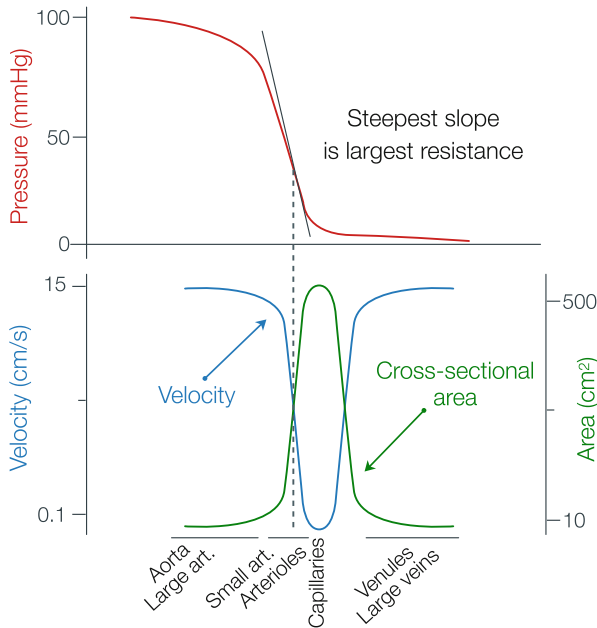 100
50
0
Pressure (mmHg)
Steepest slope
is largest resistance
15
0.1
Velocity (cm/s)
Velocity
Cross-sectional
area
500
10
Area (cm²)
Aorta
Large art.
Small art.
Arterioles
Capillaries
Venules
Large veins